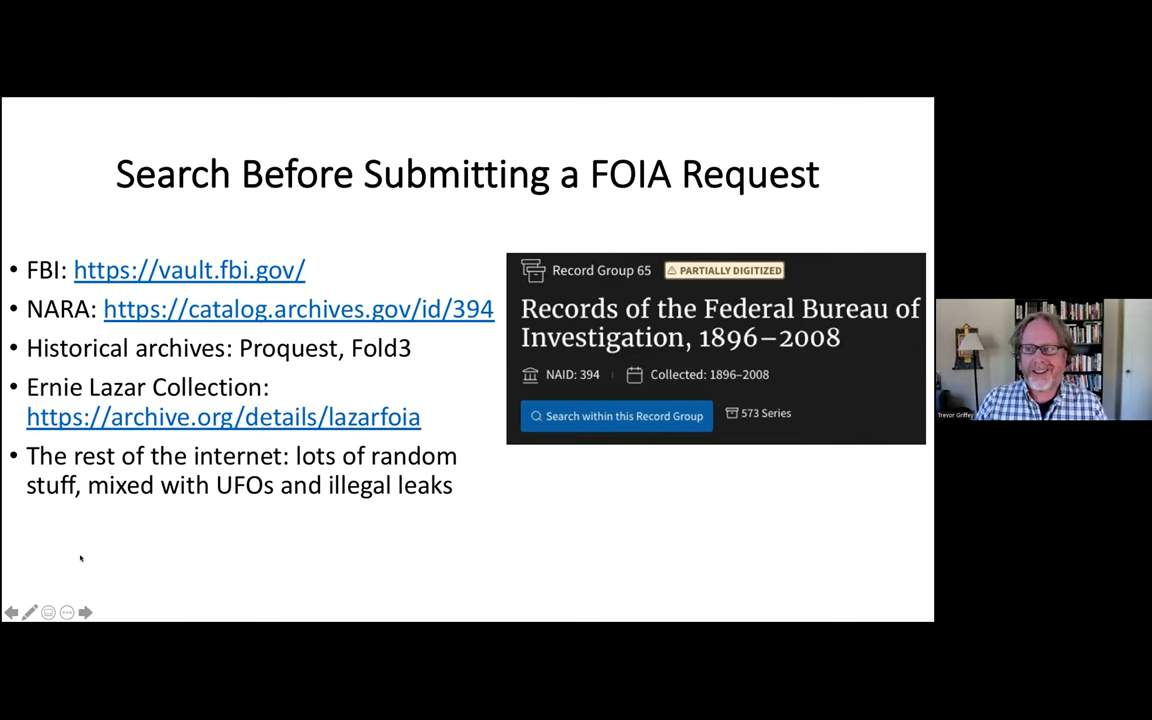 Search Before Submitting a FOIA Request
• FBI: https://vault.fbi.gov/
• NARA: https://catalog.archives.gov/id/394
• Historical archives: Proquest, Fold3
• Ernie Lazar Collection:
https://archive.org/details/lazarfoia
• The rest of the internet: lots of random
stuff, mixed with UFOs and illegal leaks
Record Group 65 PARTIALLY DIGITIZED
Records of the Federal Bureau of
Investigation, 1896–2008
NAID: 394 Collected: 1896–2008
Search within this Record Group 573 Series
Trevor Griffey